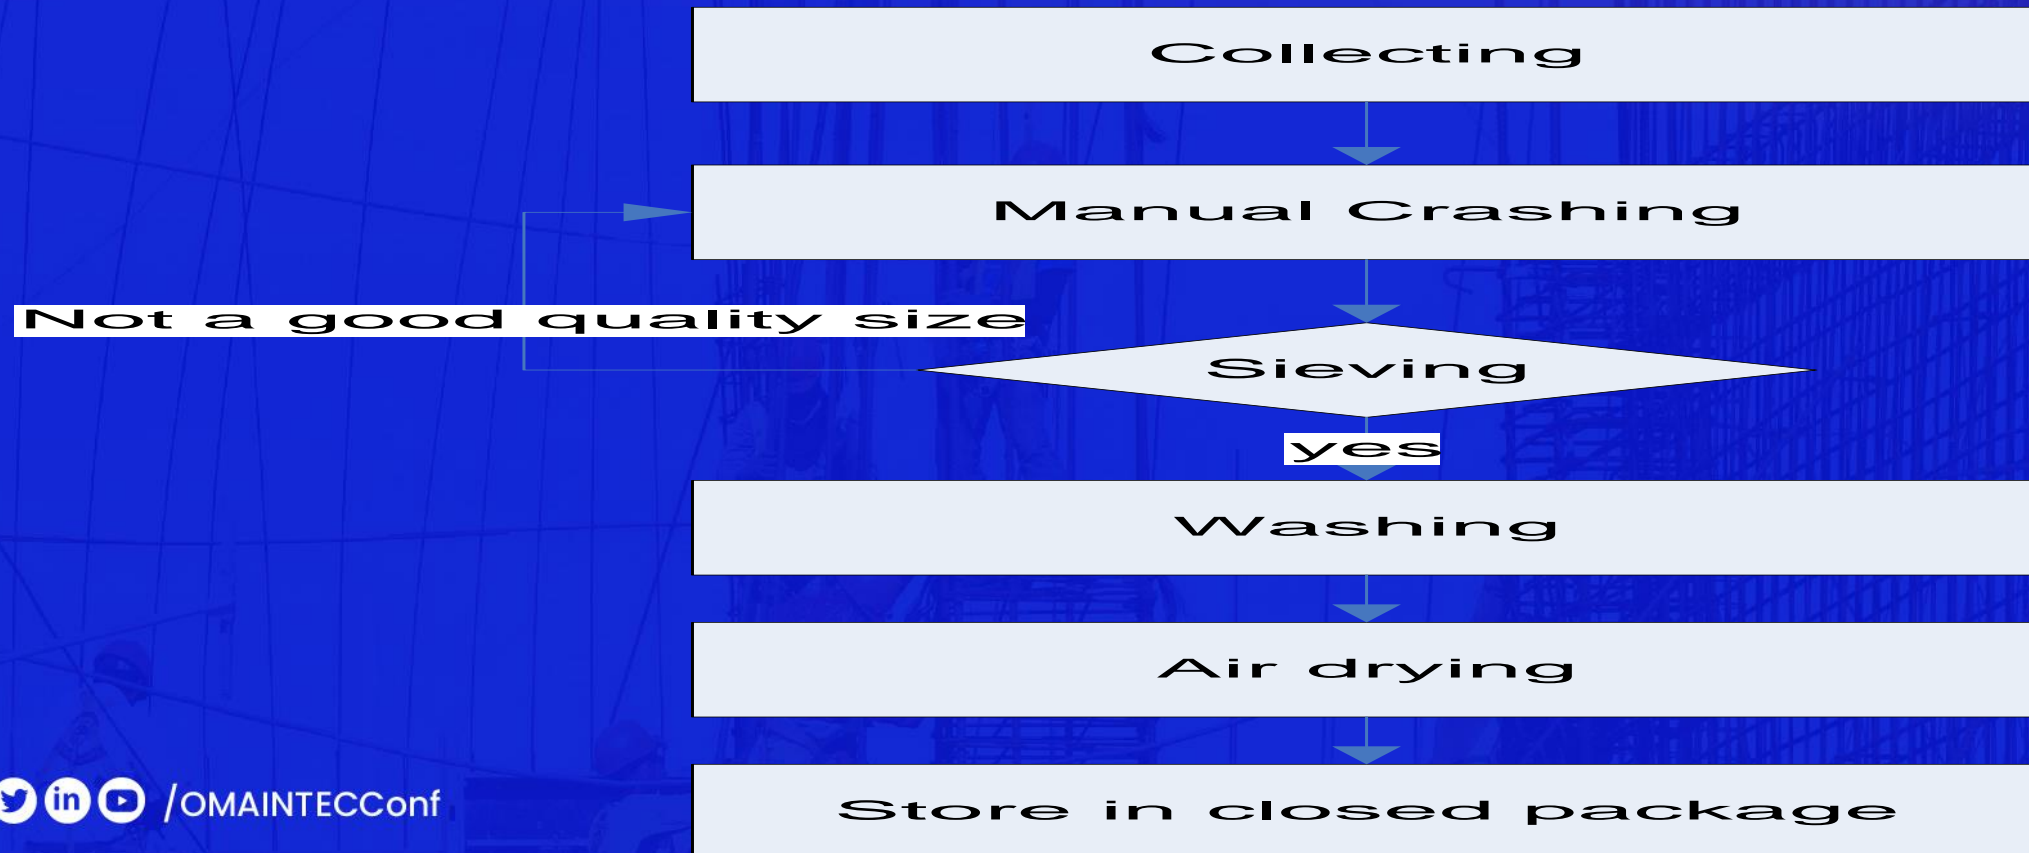 Collecting
Manual Crashing
Not a good quality size
Sieving
yes
Washing
Air drying
Store in closed package
/OMAINTECConf